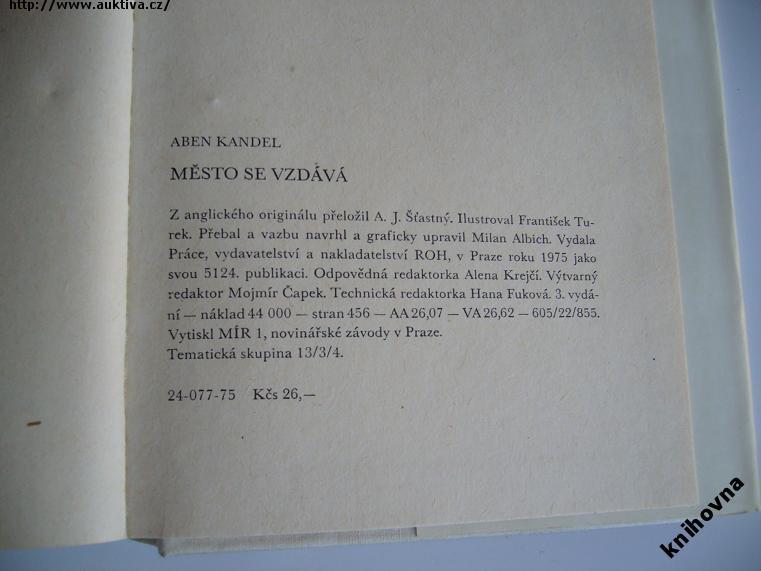 http://www.auktiva.cz/
ABEN KANDEL
MĚSTO SE VZDÁVÁ
Z anglického originálu přeložil A. J. Šťastný. Ilustroval František Tu-
rek. Přebal a vazbu navrhl a graficky upravil Milan Albich. Vydala
Práce, vydavatelství a nakladatelství ROH, v Praze roku 1975 jako
svou 5124. publikaci. Odpovědná redaktorka Alena Krejčí. Výtvarný
redaktor Mojmír Čapek. Technická redaktorka Hana Fuková. 3. vydá-
ní — náklad 44 000 — stran 456 — AA 26,07 — VA 26,62 — 605/22/855.
Vytiskl MÍR 1, novinářské závody v Praze.
Tematická skupina 13/3/4.
24-077-75 Kčs 26,—
knihovna